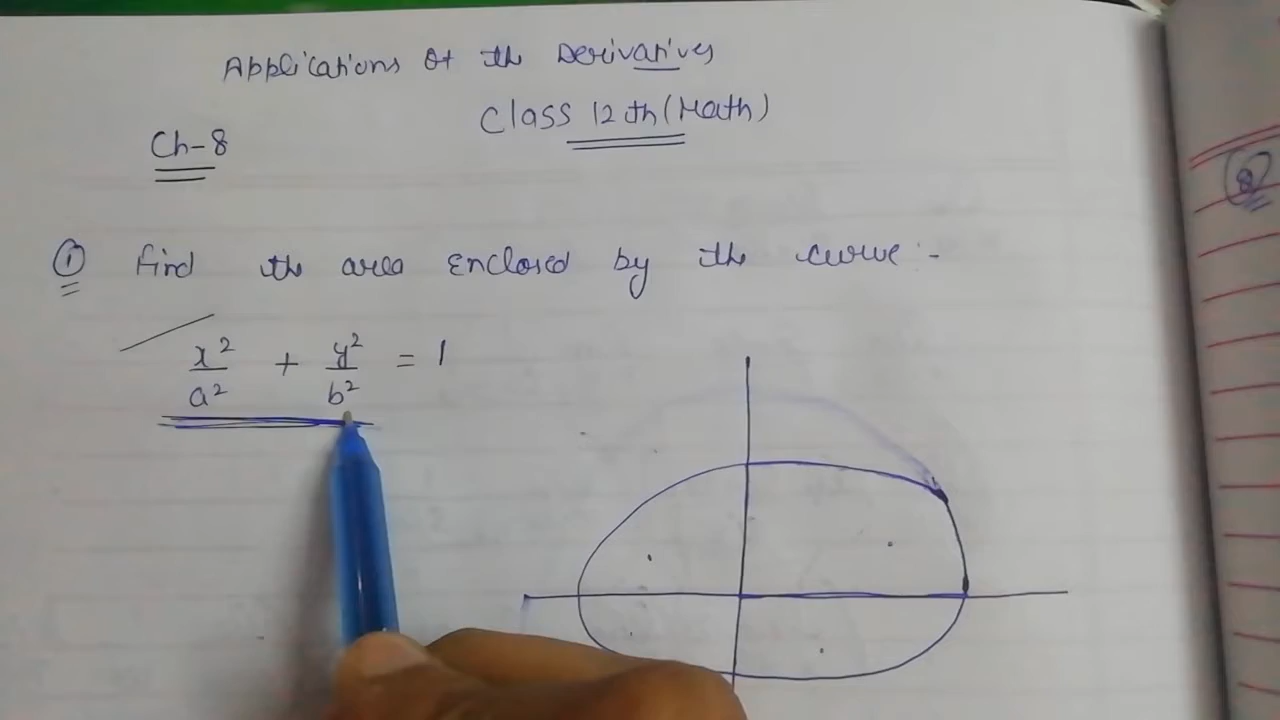 Applications Of the Derivatives
Class 12th (Math)
Ch-8
① Find the area enclosed by the curve :-
x²/a² + y²/b² = 1
8